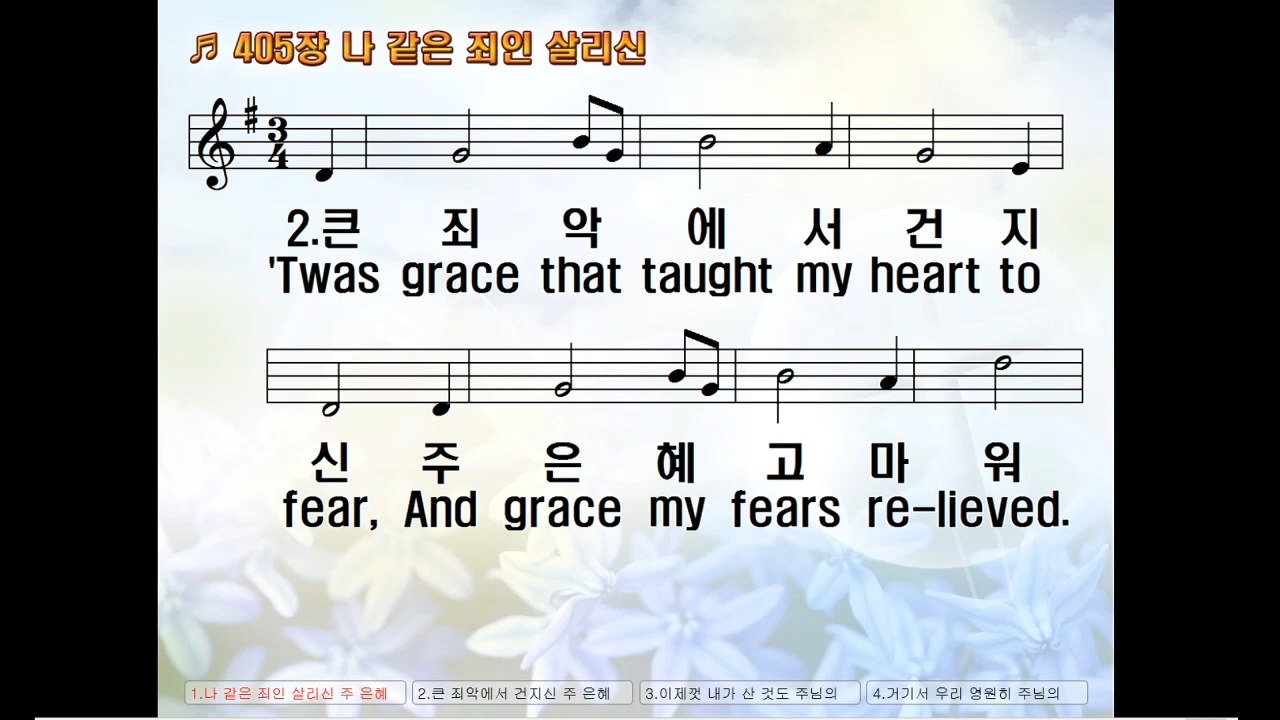 ♬ 405장 나 같은 죄인 살리신
3
4
2.큰 죄 악 에 서 건 지
'Twas grace that taught my heart to
신 주 은 혜 고 마 워
fear, And grace my fears re-lieved.
1.나 같은 죄인 살리신 주 은혜 2.큰 죄악에서 건지신 주 은혜 3.이제껏 내가 산 것도 주님의 4.거기서 우리 영원히 주님의